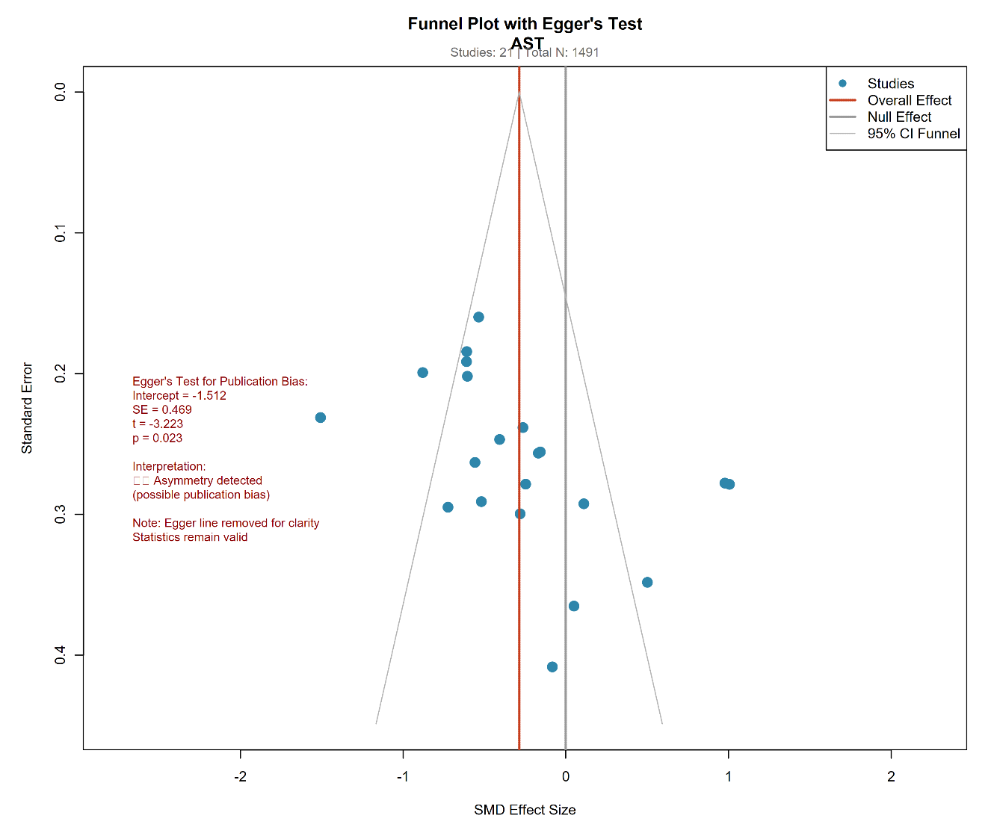 Funnel Plot with Egger's Test
AST
Studies: 21 | Total N: 1491
Studies
Overall Effect
Null Effect
95% CI Funnel
0.0
0.1
0.2
0.3
0.4
Standard Error
Egger's Test for Publication Bias:
Intercept = -1.512
SE = 0.469
t = -3.223
p = 0.023
Interpretation:
□□ Asymmetry detected
(possible publication bias)
Note: Egger line removed for clarity
Statistics remain valid
-2
-1
0
1
2
SMD Effect Size